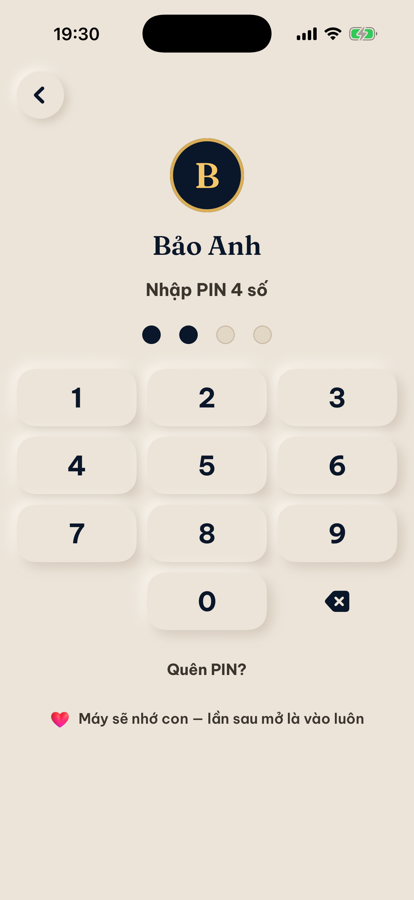 19:30
B
Bảo Anh
Nhập PIN 4 số
1 2 3
4 5 6
7 8 9
0
Quên PIN?
Máy sẽ nhớ con — lần sau mở là vào luôn